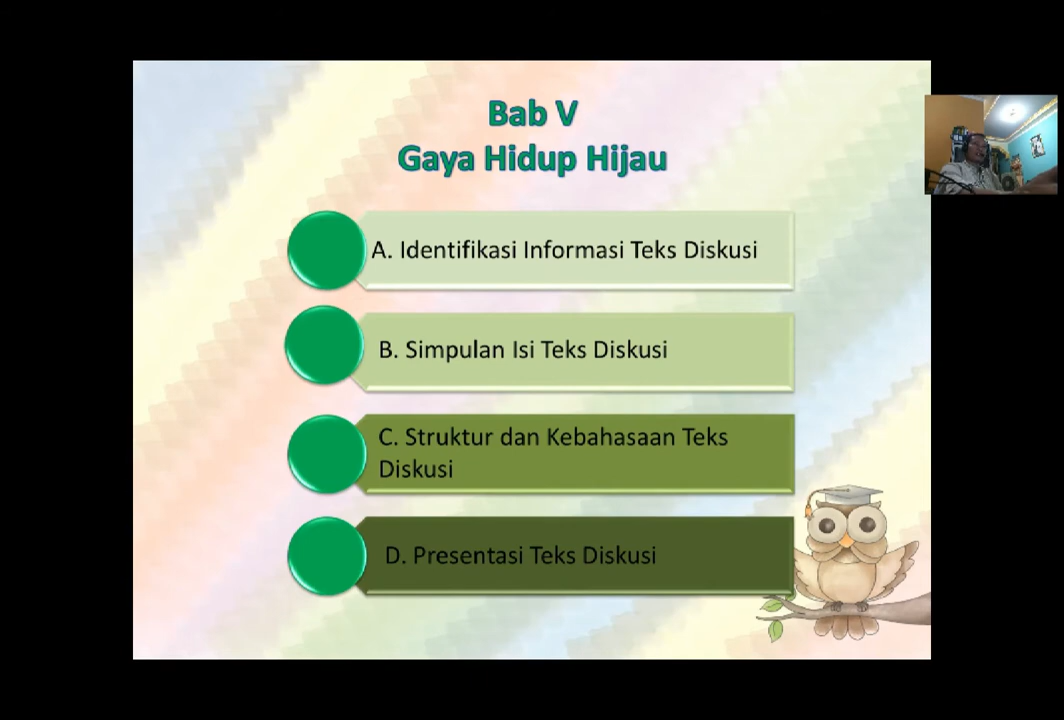 Bab V
Gaya Hidup Hijau
A. Identifikasi Informasi Teks Diskusi
B. Simpulan Isi Teks Diskusi
C. Struktur dan Kebahasaan Teks
Diskusi
D. Presentasi Teks Diskusi